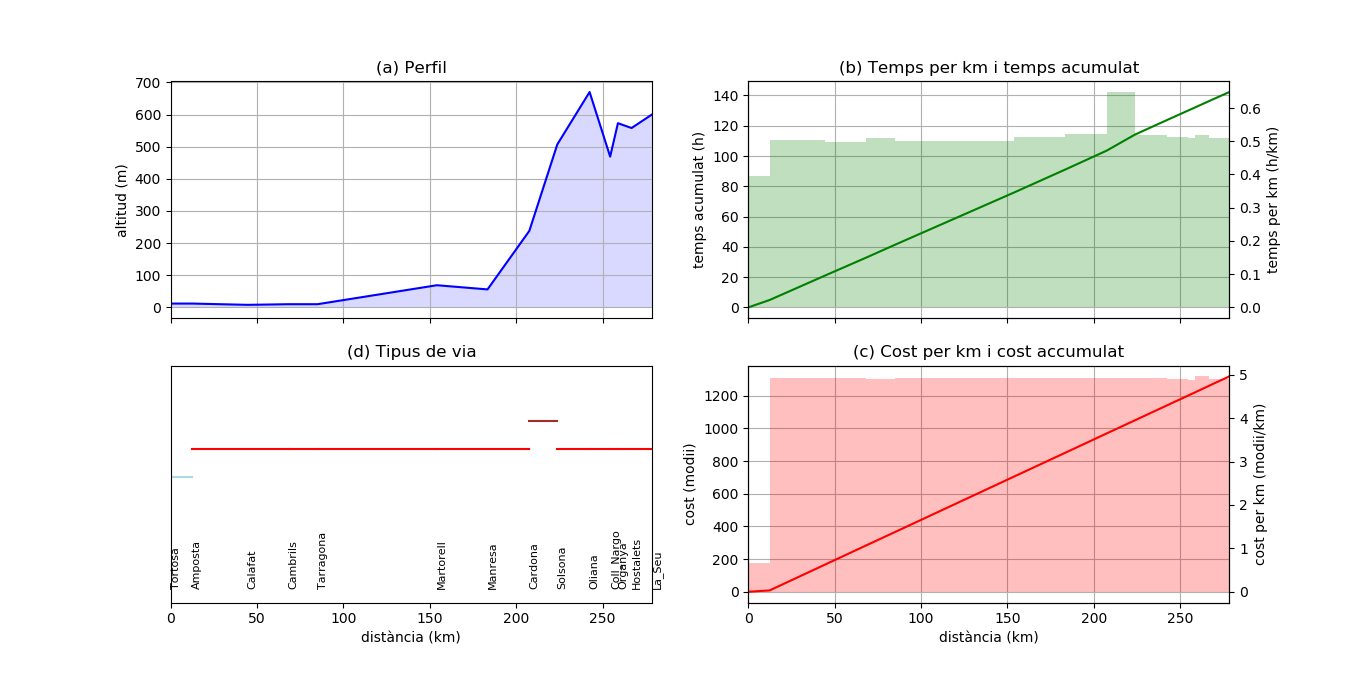 (a) Perfil
700
600
500
400
300
200
100
0
altitud (m)
(b) Temps per km i temps acumulat
140
120
100
80
60
40
20
0
temps acumulat (h)
0.6
0.5
0.4
0.3
0.2
0.1
0.0
temps per km (h/km)
(d) Tipus de via
Tortosa
Amposta
Calafat
Cambrils
Tarragona
Martorell
Manresa
Cardona
Solsona
Oliana
Coll_Nargo
Organya
Hostalets
La_Seu
0 50 100 150 200 250
distància (km)
(c) Cost per km i cost accumulat
1200
1000
800
600
400
200
0
cost (modii)
5
4
3
2
1
0
cost per km (modii/km)
0 50 100 150 200 250
distància (km)